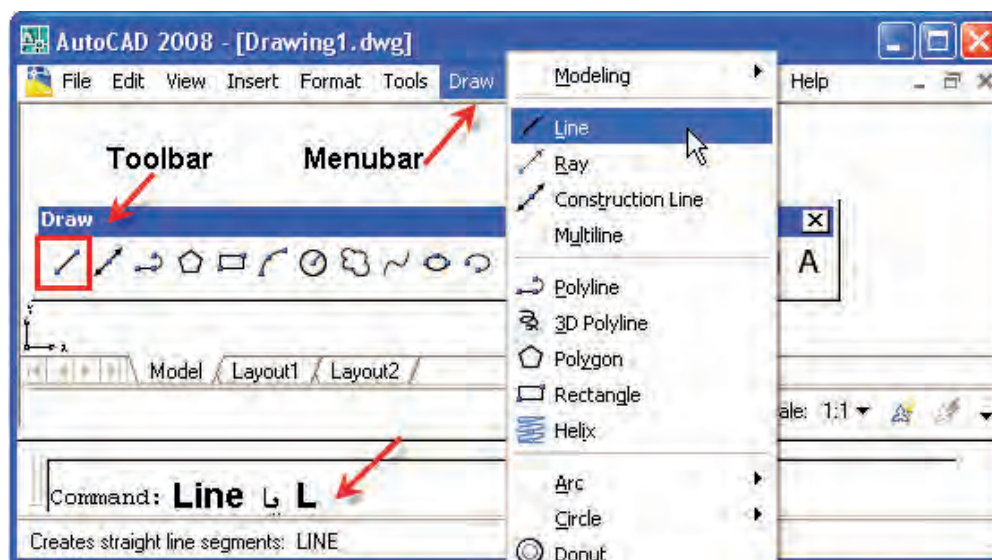 AutoCAD 2008 - [Drawing1.dwg]
File Edit View Insert Format Tools Draw Help
Modeling
Line
Ray
Construction Line
Multiline
Polyline
3D Polyline
Polygon
Rectangle
Helix
Arc
Circle
Donut
Toolbar Menubar
Draw
A
Y
X
Model Layout1 Layout2
ale: 1:1
Command: Line یا L
Creates straight line segments: LINE